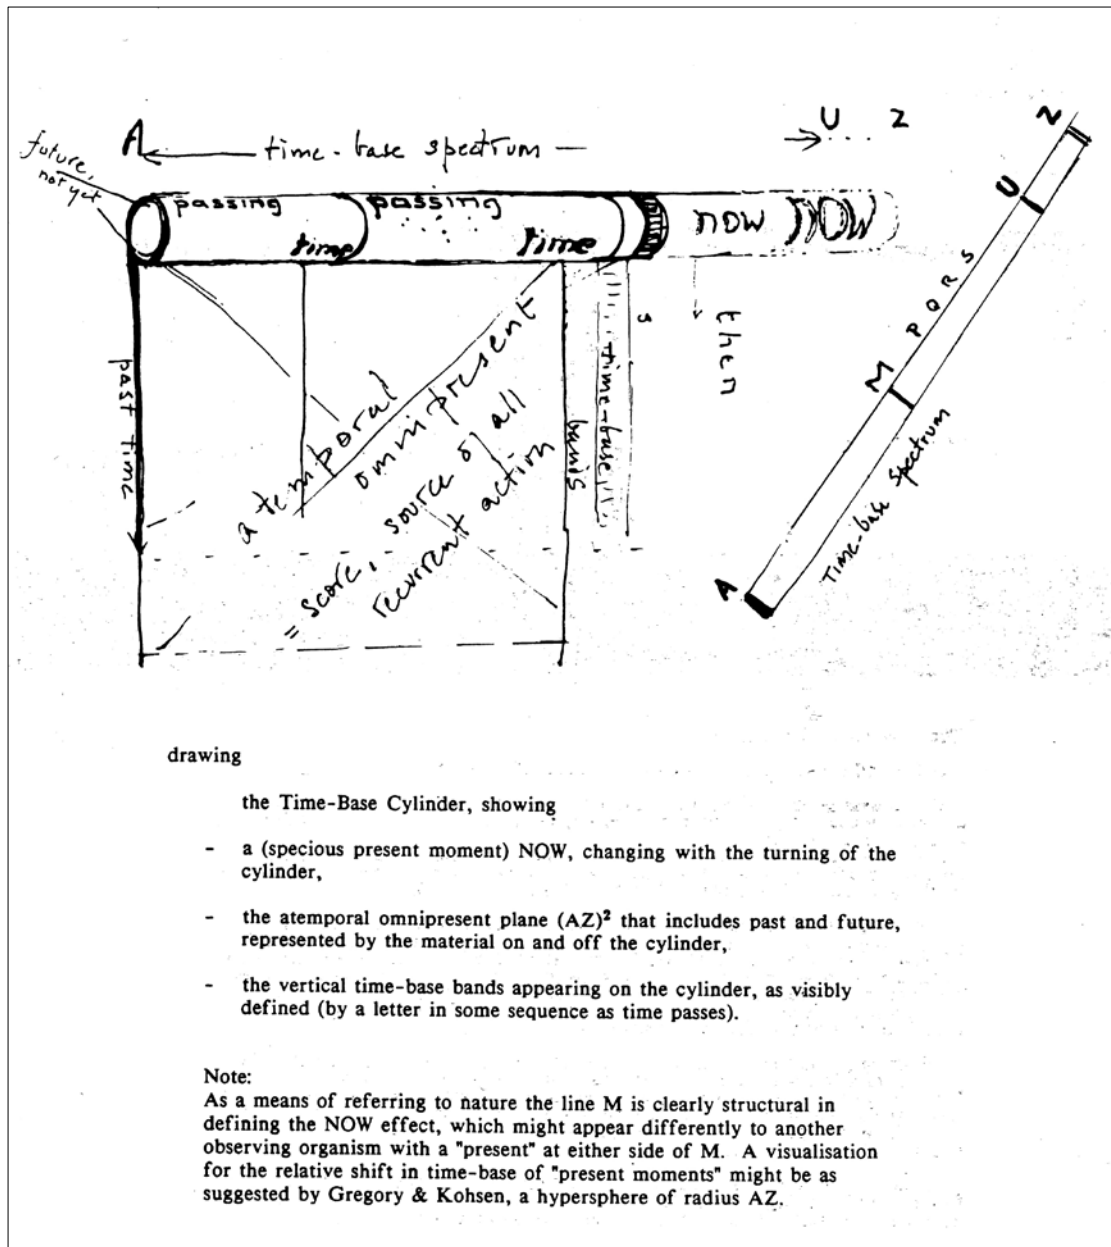 A ← time-base spectrum — → U... Z
future,
not yet
passing passing
time time
now NOW
then
past time
atemporal
omnipresent
= score, source of all
recurrent action
time-base
s
A M P Q R S U Z
Time-base spectrum
drawing
the Time-Base Cylinder, showing
- a (specious present moment) NOW, changing with the turning of the
cylinder,
- the atemporal omnipresent plane (AZ)² that includes past and future,
represented by the material on and off the cylinder,
- the vertical time-base bands appearing on the cylinder, as visibly
defined (by a letter in some sequence as time passes).
Note:
As a means of referring to nature the line M is clearly structural in
defining the NOW effect, which might appear differently to another
observing organism with a "present" at either side of M. A visualisation
for the relative shift in time-base of "present moments" might be as
suggested by Gregory & Kohsen, a hypersphere of radius AZ.